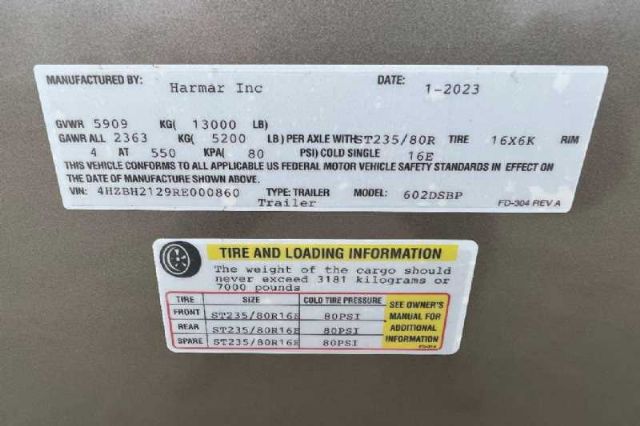 MANUFACTURED BY: Harmar Inc DATE: 1-2023
GVWR 5909 KG( 13000 LB)
GAWR ALL 2363 KG( 5200 LB) PER AXLE WITH ST235/80R TIRE 16X6K RIM
4 AT 550 KPA( 80 PSI) COLD SINGLE 16E
THIS VEHICLE CONFORMS TO ALL APPLICABLE US FEDERAL MOTOR VEHICLE SAFETY STANDARDS IN EFFECT ON
THE DATE OF MANUFACTURE SHOWN ABOVE.
VIN: 4HZBH2129RE000860 TYPE: TRAILER MODEL: 602DSBP
Trailer FD-304 REV A
TIRE AND LOADING INFORMATION
The weight of the cargo should
never exceed 3181 kilograms or
7000 pounds
TIRE SIZE COLD TIRE PRESSURE
FRONT ST235/80R16E 80PSI
REAR ST235/80R16E 80PSI
SPARE ST235/80R16E 80PSI
SEE OWNER'S
MANUAL FOR
ADDITIONAL
INFORMATION